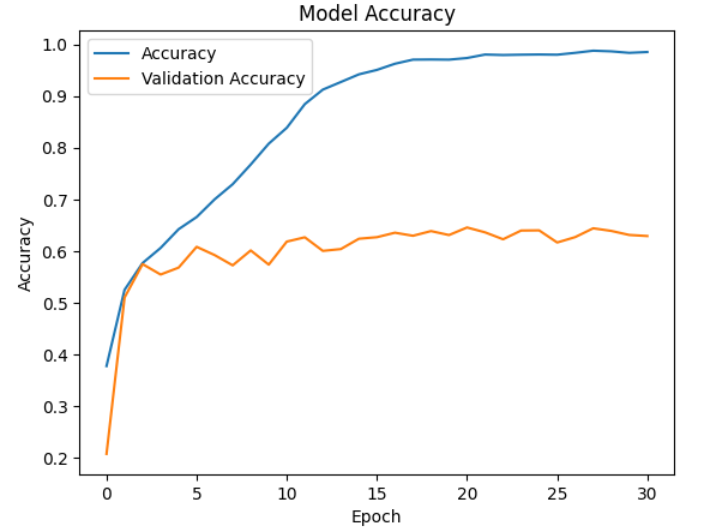 Model Accuracy
Accuracy
Validation Accuracy
1.0
0.9
0.8
0.7
0.6
0.5
0.4
0.3
0.2
Accuracy
0 5 10 15 20 25 30
Epoch